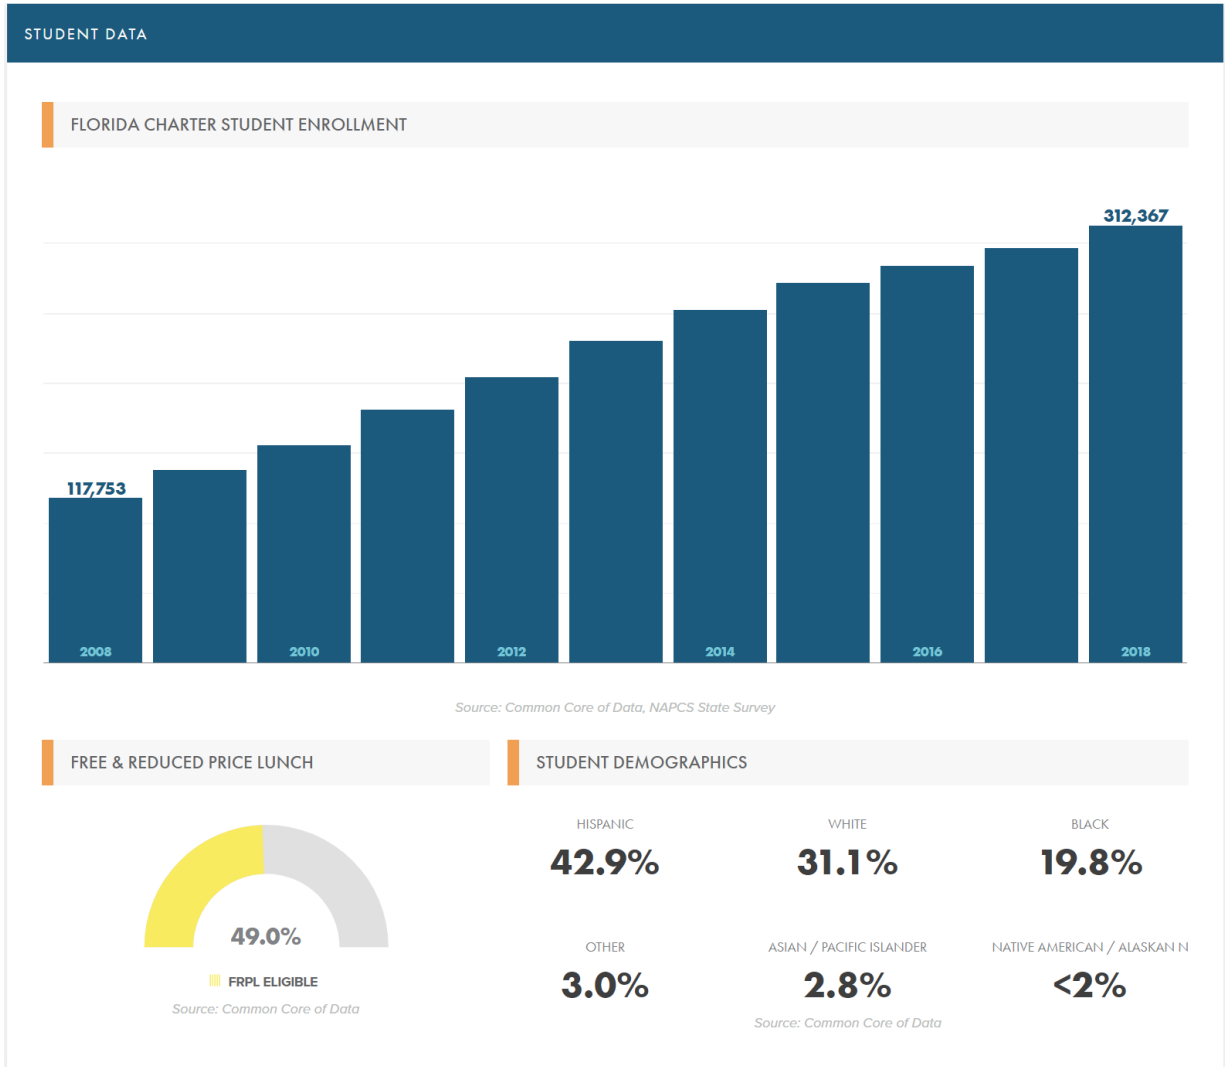 STUDENT DATA
FLORIDA CHARTER STUDENT ENROLLMENT
312,367
117,753
2008
2010
2012
2014
2016
2018
Source: Common Core of Data, NAPCS State Survey
FREE & REDUCED PRICE LUNCH
49.0%
FRPL ELIGIBLE
Source: Common Core of Data
STUDENT DEMOGRAPHICS
HISPANIC
42.9%
WHITE
31.1%
BLACK
19.8%
OTHER
3.0%
ASIAN / PACIFIC ISLANDER
2.8%
NATIVE AMERICAN / ALASKAN N
<2%
Source: Common Core of Data